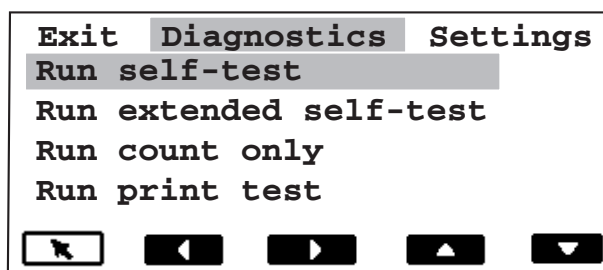 Exit Diagnostics Settings
Run self-test
Run extended self-test
Run count only
Run print test